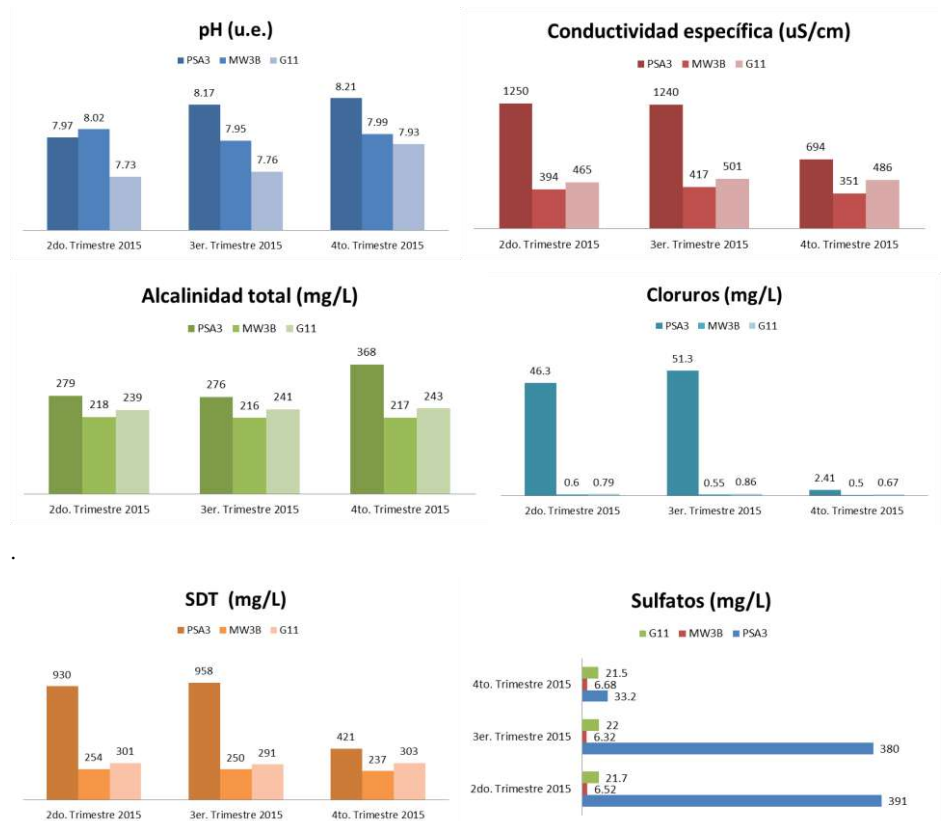 pH (u.e.)
PSA3 MW3B G11
7.97 8.02 7.73 8.17 7.95 7.76 8.21 7.99 7.93
2do. Trimestre 2015 3er. Trimestre 2015 4to. Trimestre 2015
Conductividad específica (uS/cm)
PSA3 MW3B G11
1250 394 465 1240 417 501 694 351 486
2do. Trimestre 2015 3er. Trimestre 2015 4to. Trimestre 2015
Alcalinidad total (mg/L)
PSA3 MW3B G11
279 218 239 276 216 241 368 217 243
2do. Trimestre 2015 3er. Trimestre 2015 4to. Trimestre 2015
Cloruros (mg/L)
PSA3 MW3B G11
46.3 0.6 0.79 51.3 0.55 0.86 2.41 0.5 0.67
2do. Trimestre 2015 3er. Trimestre 2015 4to. Trimestre 2015
.
SDT (mg/L)
PSA3 MW3B G11
930 254 301 958 250 291 421 237 303
2do. Trimestre 2015 3er. Trimestre 2015 4to. Trimestre 2015
Sulfatos (mg/L)
G11 MW3B PSA3
4to. Trimestre 2015 21.5 6.68 33.2
3er. Trimestre 2015 22 6.32 380
2do. Trimestre 2015 21.7 6.52 391